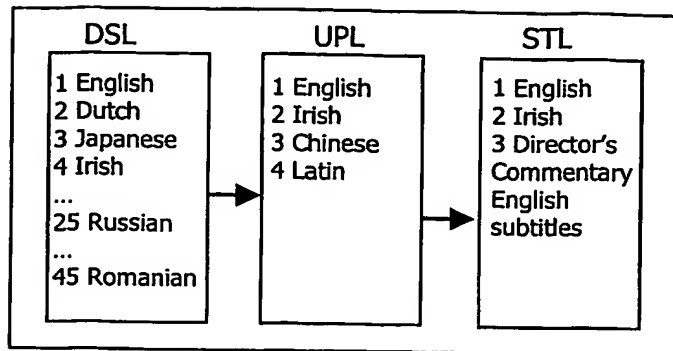 DSL
1 English
2 Dutch
3 Japanese
4 Irish
...
25 Russian
...
45 Romanian
UPL
1 English
2 Irish
3 Chinese
4 Latin
STL
1 English
2 Irish
3 Director's
Commentary
English
subtitles